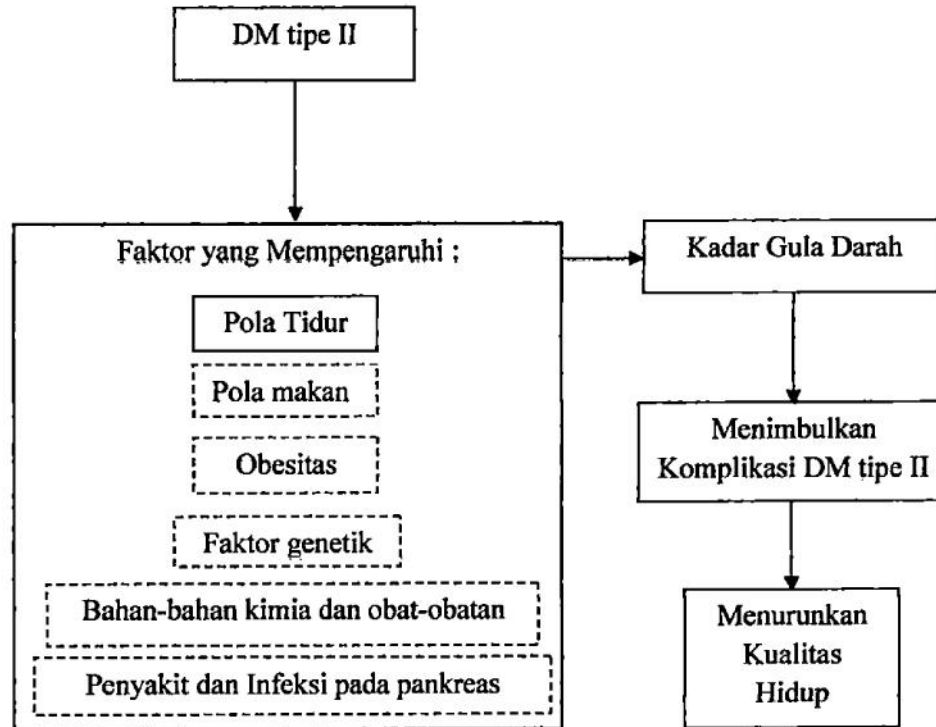 DM tipe II
Faktor yang Mempengaruhi :
Pola Tidur
Pola makan
Obesitas
Faktor genetik
Bahan-bahan kimia dan obat-obatan
Penyakit dan Infeksi pada pankreas
Kadar Gula Darah
Menimbulkan
Komplikasi DM tipe II
Menurunkan
Kualitas
Hidup